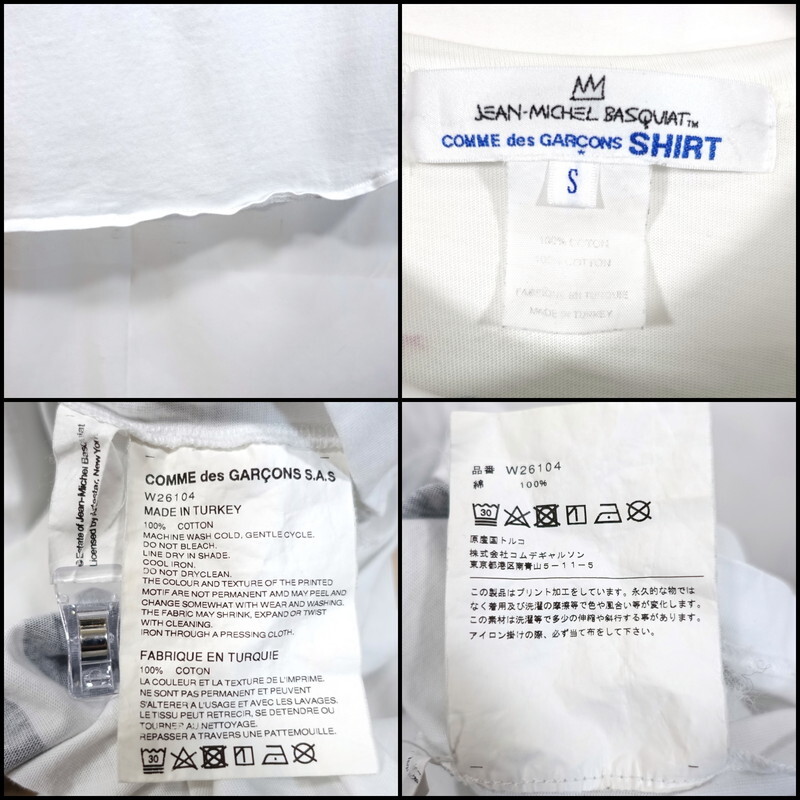 JEAN-MICHEL BASQUIAT™
COMME des GARÇONS SHIRT
S
100% COTON
100% COTTON
FABRIQUE EN TURQUIE
MADE IN TURKEY
© Estate of Jean-Michel Basquiat
Licensed by Artestar, New York
COMME des GARÇONS S.A.S
W26104
MADE IN TURKEY
100% COTTON
MACHINE WASH COLD, GENTLE CYCLE.
DO NOT BLEACH.
LINE DRY IN SHADE.
COOL IRON.
DO NOT DRYCLEAN.
THE COLOUR AND TEXTURE OF THE PRINTED
MOTIF ARE NOT PERMANENT AMD MAY PEEL AND
CHANGE SOMEWHAT WITH WEAR AND WASHING.
THE FABRIC MAY SHRINK, EXPAND OR TWIST
WITH CLEANING.
IRON THROUGH A PRESSING CLOTH.
FABRIQUE EN TURQUIE
100% COTON
LA COULEUR ET LA TEXTURE DE L'IMPRIME.
NE SONT PAS PERMANENT ET PEUVENT
S'ALTERER A L'USAGE ET AVEC LES LAVAGES.
LE TISSU PEUT RETRECIR, SE DETENDRE OU
TOURNER AU NETTOYAGE.
REPASSER A TRAVERS UNE PATTEMOUILLE.
30
品番 W26104
綿 100%
30
原産国トルコ
株式会社コムデギャルソン
東京都港区南青山5-11-5
この製品はプリント加工をしています。永久的な物では
なく着用及び洗濯の摩擦等で色や風合い等が変化します。
この素材は洗濯等で多少の伸縮や斜行する事があります。
アイロン掛けの際、必ず当て布をして下さい。